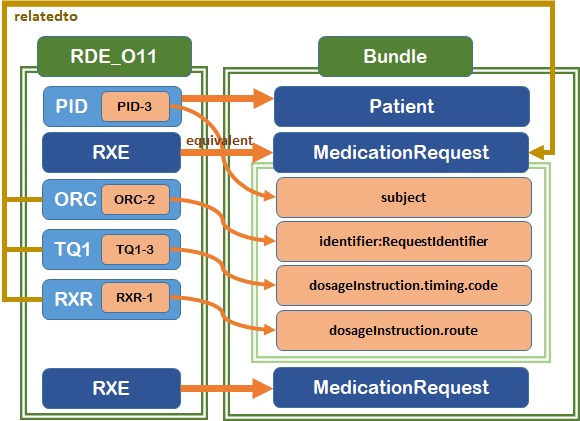 relatedto
RDE_O11
Bundle
PID PID-3
Patient
equivalent
RXE
MedicationRequest
ORC ORC-2
subject
TQ1 TQ1-3
identifier:RequestIdentifier
RXR RXR-1
dosageInstruction.timing.code
dosageInstruction.route
RXE
MedicationRequest